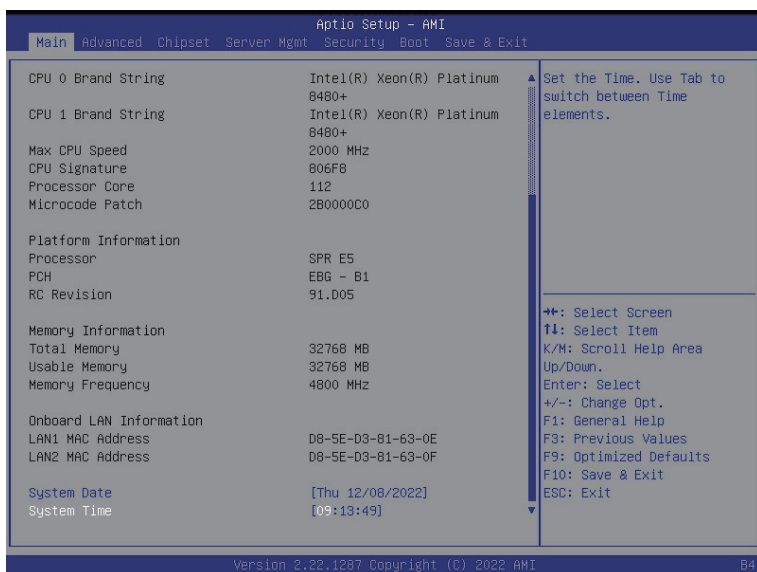 Aptio Setup - AMI
Main Advanced Chipset Server Mgmt Security Boot Save & Exit
CPU 0 Brand String Intel(R) Xeon(R) Platinum
8480+
CPU 1 Brand String Intel(R) Xeon(R) Platinum
8480+
Max CPU Speed 2000 MHz
CPU Signature 806F8
Processor Core 112
Microcode Patch 2B0000C0
Platform Information
Processor SPR E5
PCH EBG - B1
RC Revision 91.D05
Memory Information
Total Memory 32768 MB
Usable Memory 32768 MB
Memory Frequency 4800 MHz
Onboard LAN Information
LAN1 MAC Address D8-5E-D3-81-63-0E
LAN2 MAC Address D8-5E-D3-81-63-0F
System Date [Thu 12/08/2022]
System Time [09:13:49]
Set the Time. Use Tab to
switch between Time
elements.
→←: Select Screen
↑↓: Select Item
K/M: Scroll Help Area
Up/Down.
Enter: Select
+/-: Change Opt.
F1: General Help
F3: Previous Values
F9: Optimized Defaults
F10: Save & Exit
ESC: Exit
Version 2.22.1287 Copyright (C) 2022 AMI
B4